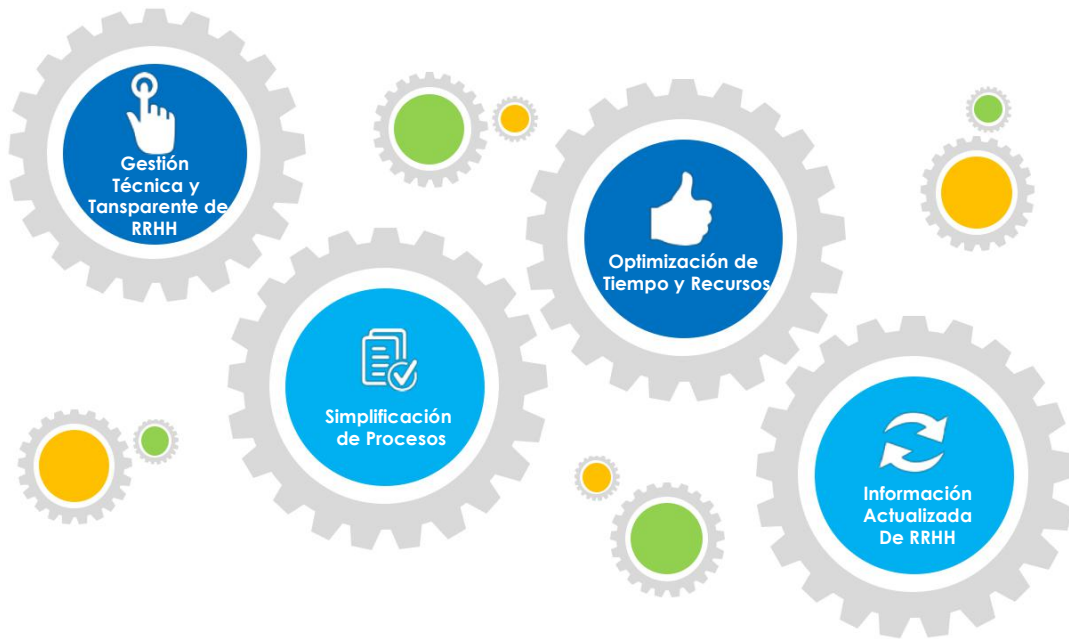 Gestión
Técnica y
Tansparente de
RRHH
Optimización de
Tiempo y Recursos
Simplificación
de Procesos
Información
Actualizada
De RRHH